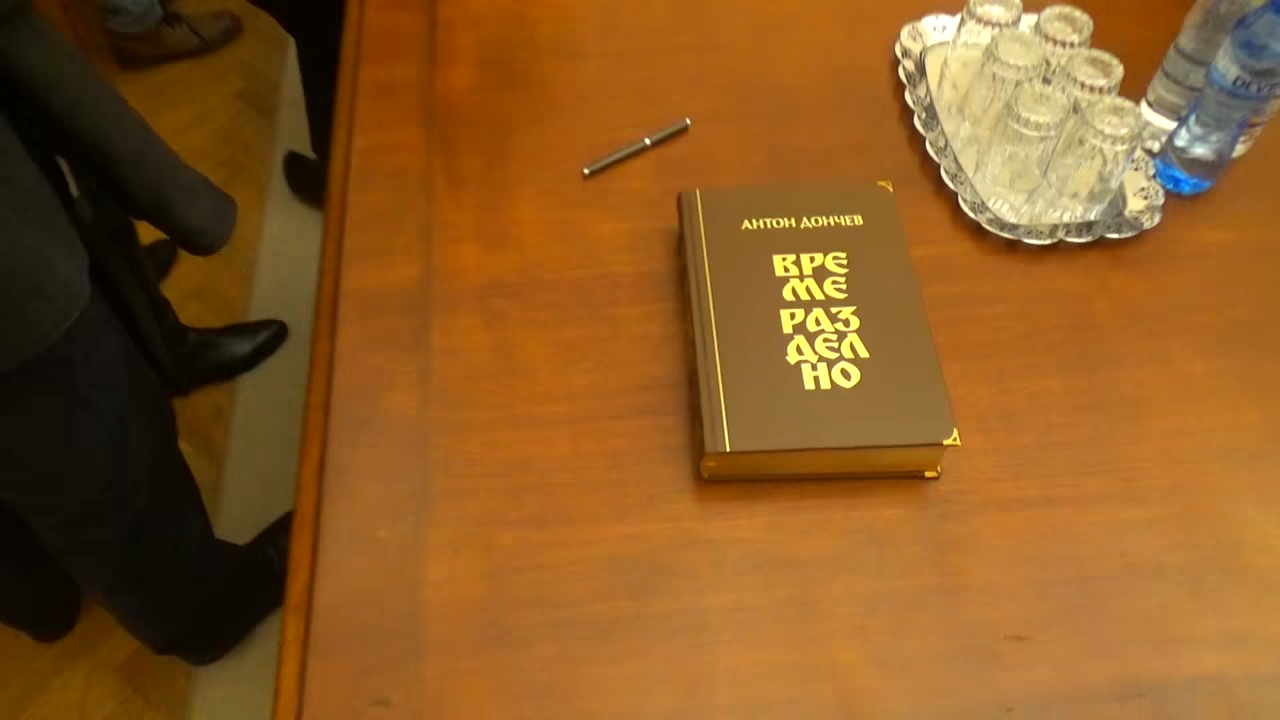 АНТОН ДОНЧЕВ
ВРЕ
МЕ
РАЗ
ДЕЛ
НО